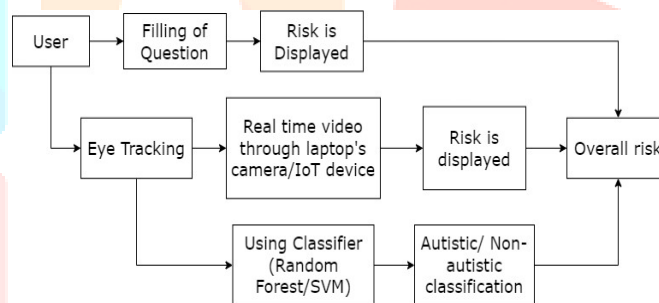 User
Filling of
Question
Risk is
Displayed
Eye Tracking
Real time video
through laptop's
camera/IoT device
Risk is
displayed
Overall risk
Using Classifier
(Random
Forest/SVM)
Autistic/ Non-
autistic
classification